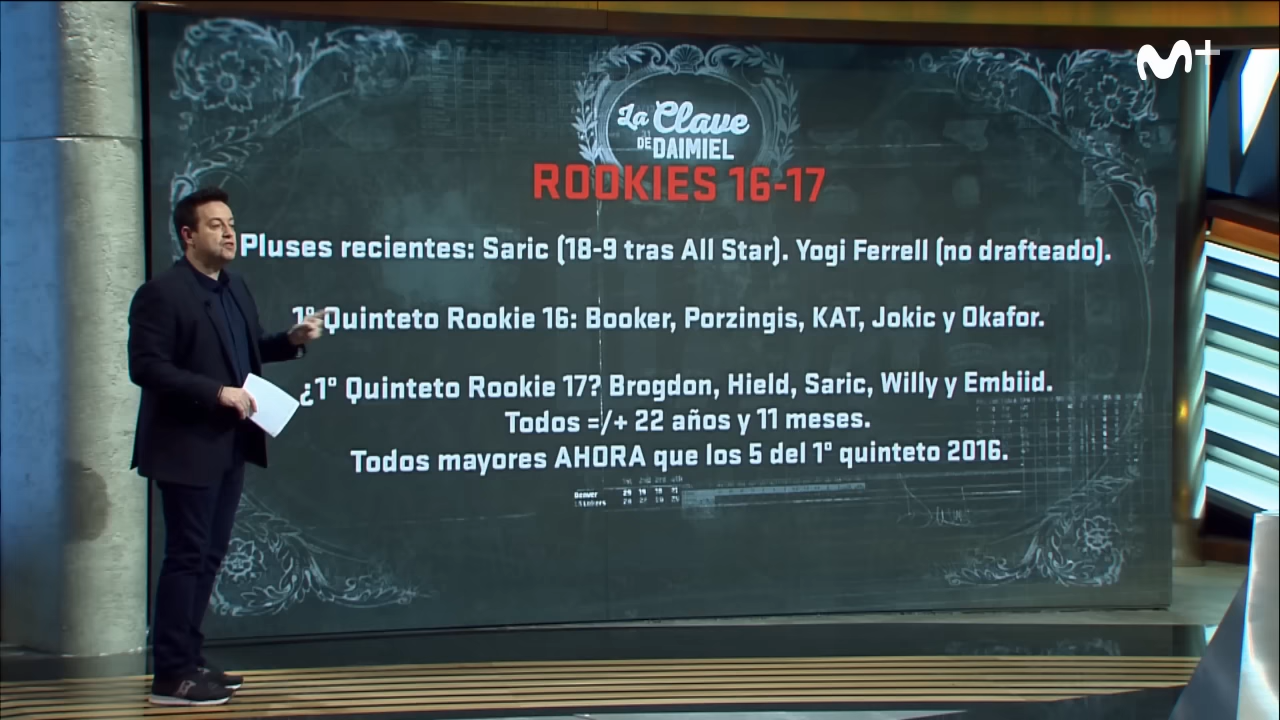 M+
La Clave
DE DAIMIEL
ROOKIES 16-17
Pluses recientes: Saric (18-9 tras All Star). Yogi Ferrell (no drafteado).
1º Quinteto Rookie 16: Booker, Porzingis, KAT, Jokic y Okafor.
¿1º Quinteto Rookie 17? Brogdon, Hield, Saric, Willy y Embiid.
Todos =/+ 22 años y 11 meses.
Todos mayores AHORA que los 5 del 1º quinteto 2016.
Denver